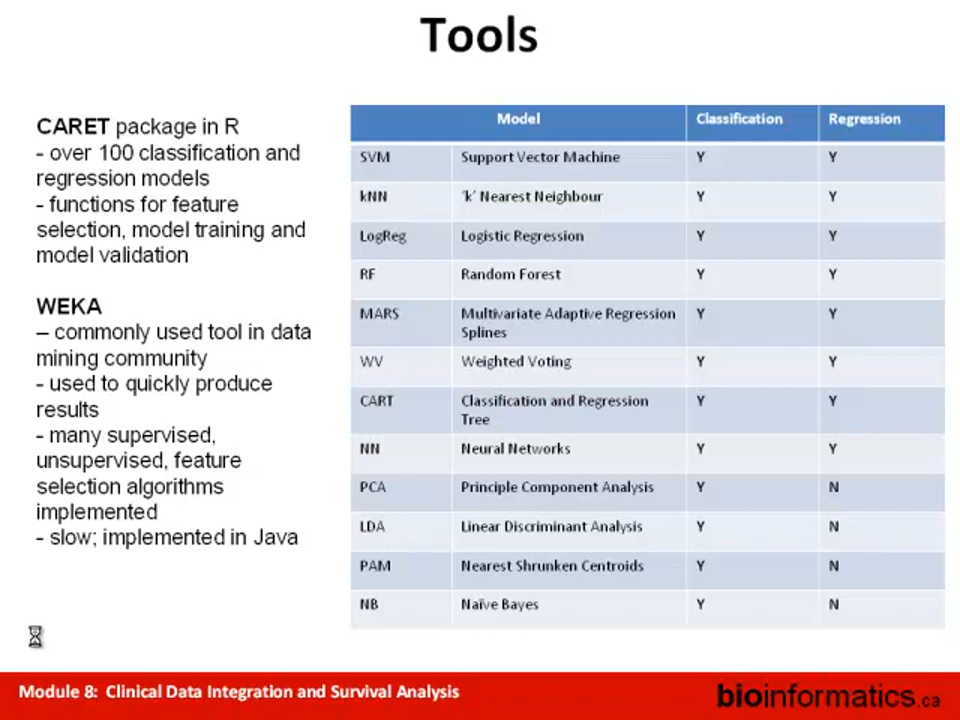 Tools
CARET package in R
- over 100 classification and
regression models
- functions for feature
selection, model training and
model validation
WEKA
– commonly used tool in data
mining community
- used to quickly produce
results
- many supervised,
unsupervised, feature
selection algorithms
implemented
- slow; implemented in Java
Model Classification Regression
SVM Support Vector Machine Y Y
kNN 'k' Nearest Neighbour Y Y
LogReg Logistic Regression Y Y
RF Random Forest Y Y
MARS Multivariate Adaptive Regression Y Y
Splines
WV Weighted Voting Y Y
CART Classification and Regression Y Y
Tree
NN Neural Networks Y Y
PCA Principle Component Analysis Y N
LDA Linear Discriminant Analysis Y N
PAM Nearest Shrunken Centroids Y N
NB Naïve Bayes Y N
Module 8: Clinical Data Integration and Survival Analysis
bioinformatics.ca